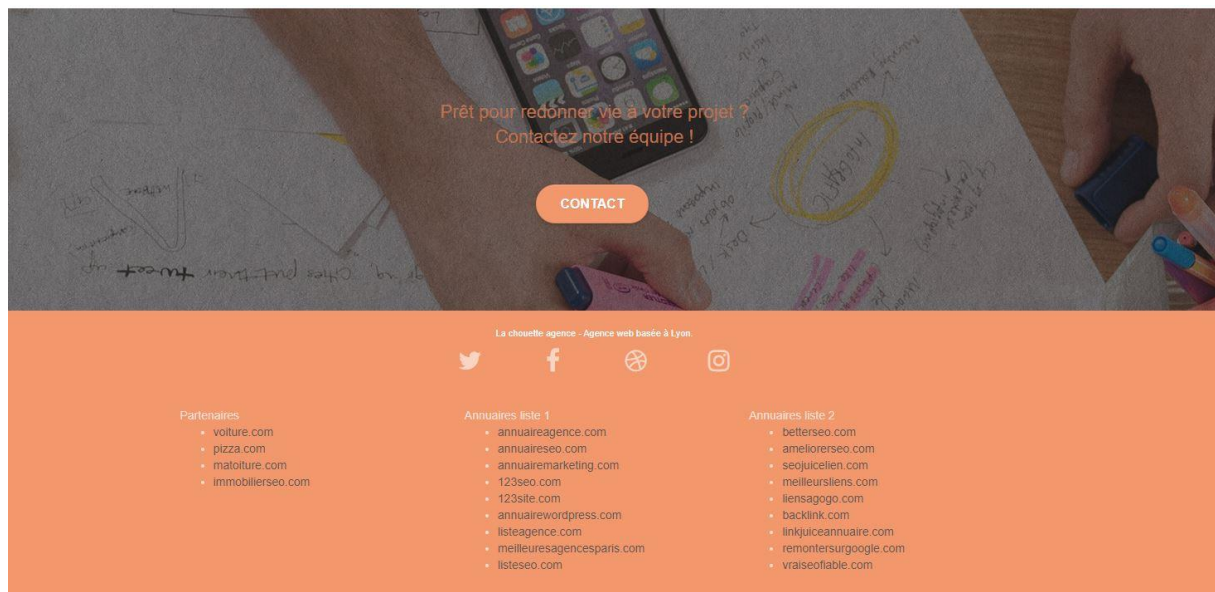 Prêt pour redonner vie à votre projet ?
Contactez notre équipe !
CONTACT
La chouette agence - Agence web basée à Lyon
Partenaires
voiture.com
pizza.com
matoiture.com
immobilierseo.com
Annuaires liste 1
annuaireagence.com
annuaireseo.com
annuairemarketing.com
123seo.com
123site.com
annuairewordpress.com
listeagence.com
meilleuresagencesparis.com
listeseo.com
Annuaires liste 2
betterseo.com
ameliorerseo.com
seojuicelien.com
meilleursliens.com
liensagogo.com
backlink.com
linkjuiceannuaire.com
remontersurgoogle.com
vraiseofiable.com